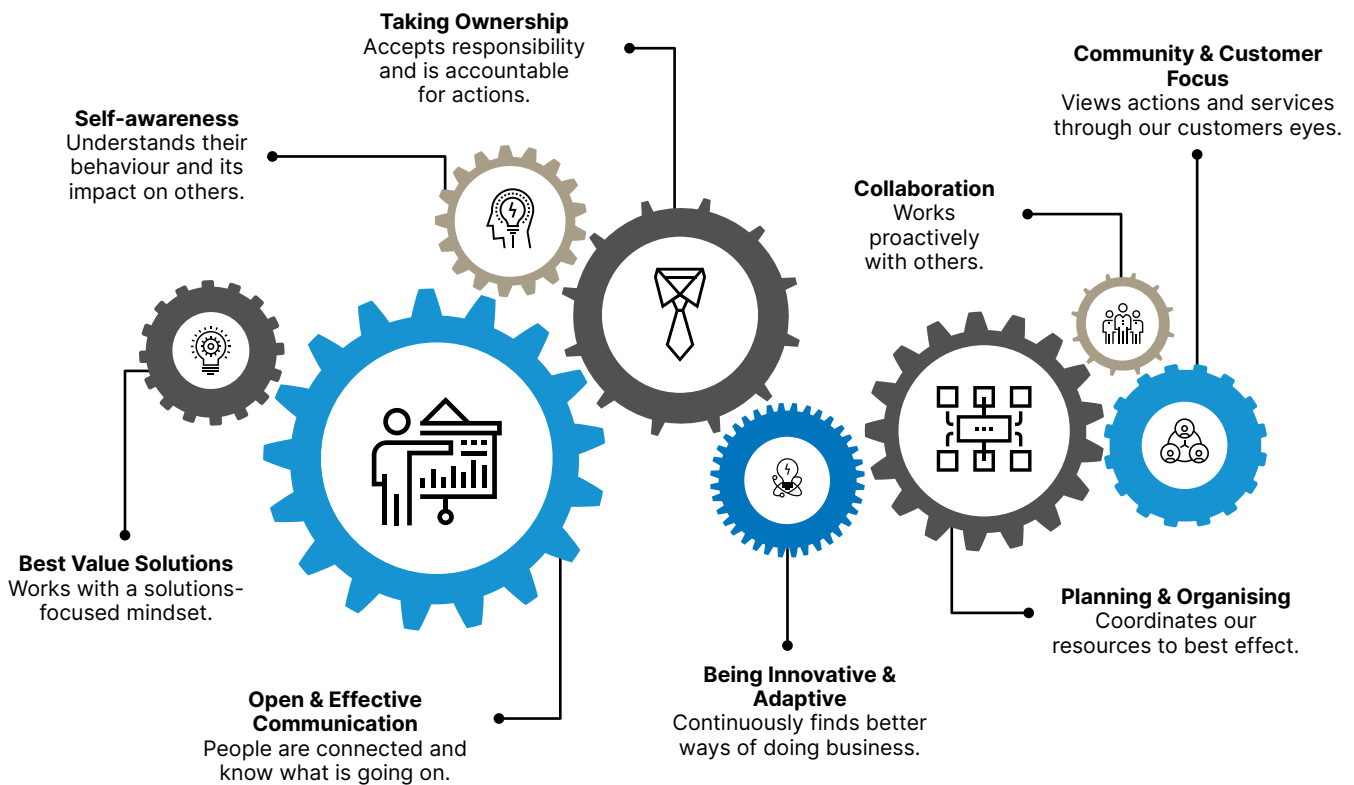 Taking Ownership
Accepts responsibility
and is accountable
for actions.
Community & Customer
Focus
Views actions and services
through our customers eyes.
Self-awareness
Understands their
behaviour and its
impact on others.
Collaboration
Works
proactively
with others.
Best Value Solutions
Works with a solutions-
focused mindset.
Planning & Organising
Coordinates our
resources to best effect.
Being Innovative &
Adaptive
Continuously finds better
ways of doing business.
Open & Effective
Communication
People are connected and
know what is going on.